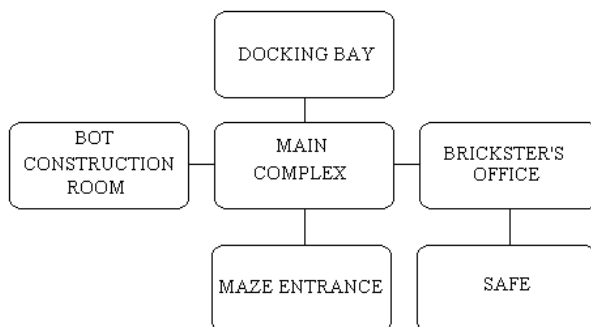 DOCKING BAY
BOT
CONSTRUCTION
ROOM
MAIN
COMPLEX
BRICKSTER'S
OFFICE
MAZE ENTRANCE
SAFE